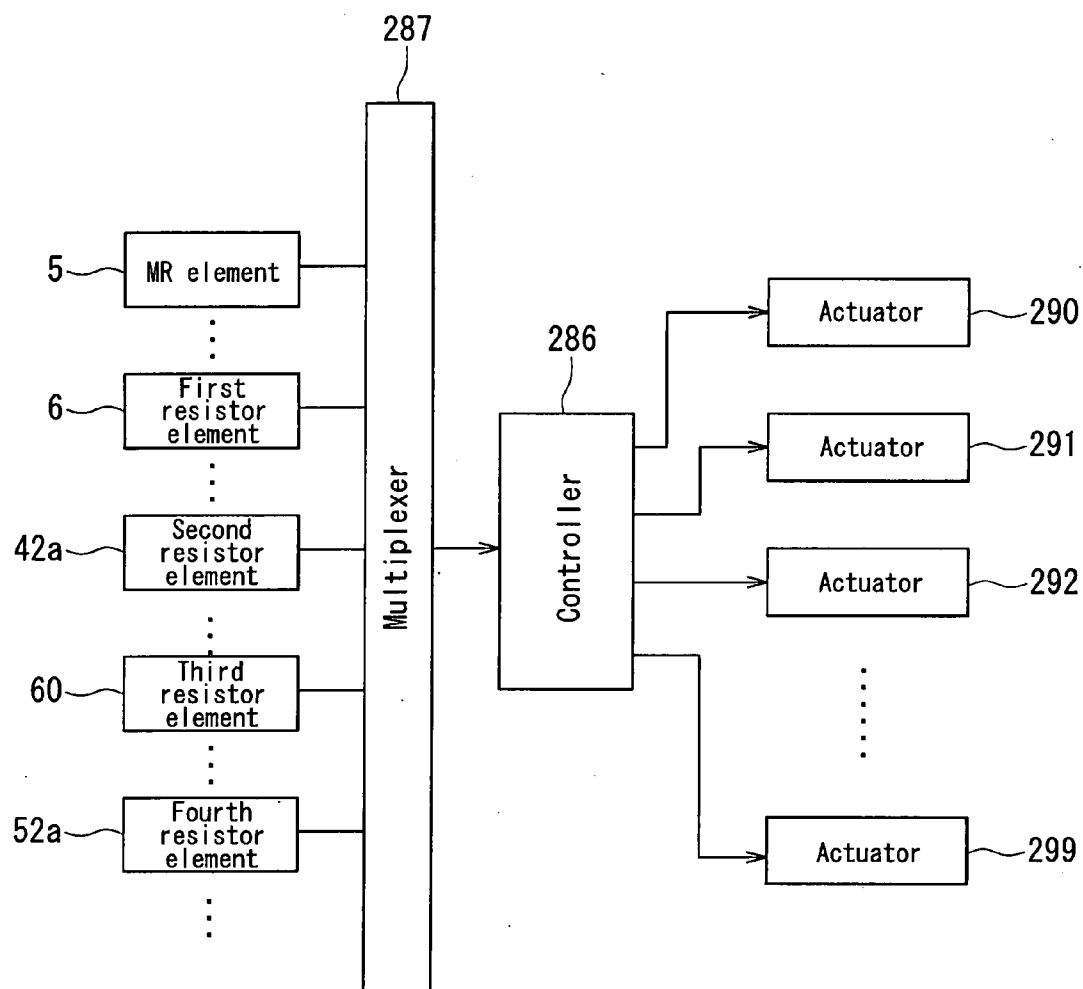 287
5
MR element
6
First
resistor
element
42a
Second
resistor
element
60
Third
resistor
element
52a
Fourth
resistor
element
Multiplexer
286
Controller
Actuator
290
Actuator
291
Actuator
292
Actuator
299